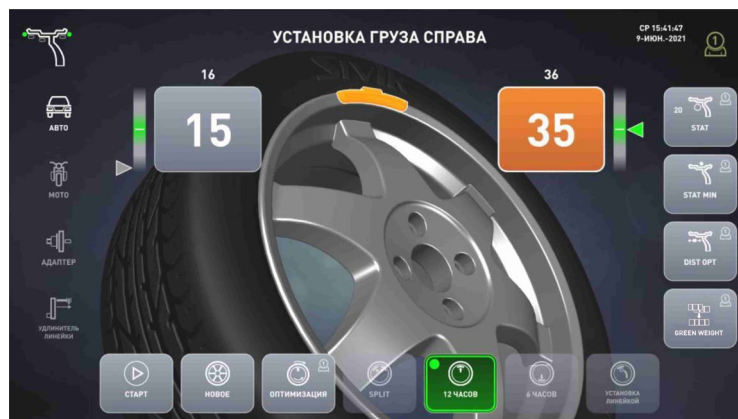 УСТАНОВКА ГРУЗА СПРАВА
СР 15:41:47
9-ИЮН.-2021
1
16
36
15
35
АВТО
МОТО
АДАПТЕР
УДЛИНИТЕЛЬ
ЛИНЕЙКИ
20
STAT
STAT MIN
DIST OPT
GREEN WEIGHT
СТАРТ
НОВОЕ
ОПТИМИЗАЦИЯ
SPLIT
12 ЧАСОВ
6 ЧАСОВ
УСТАНОВКА
ЛИНЕЙКОЙ